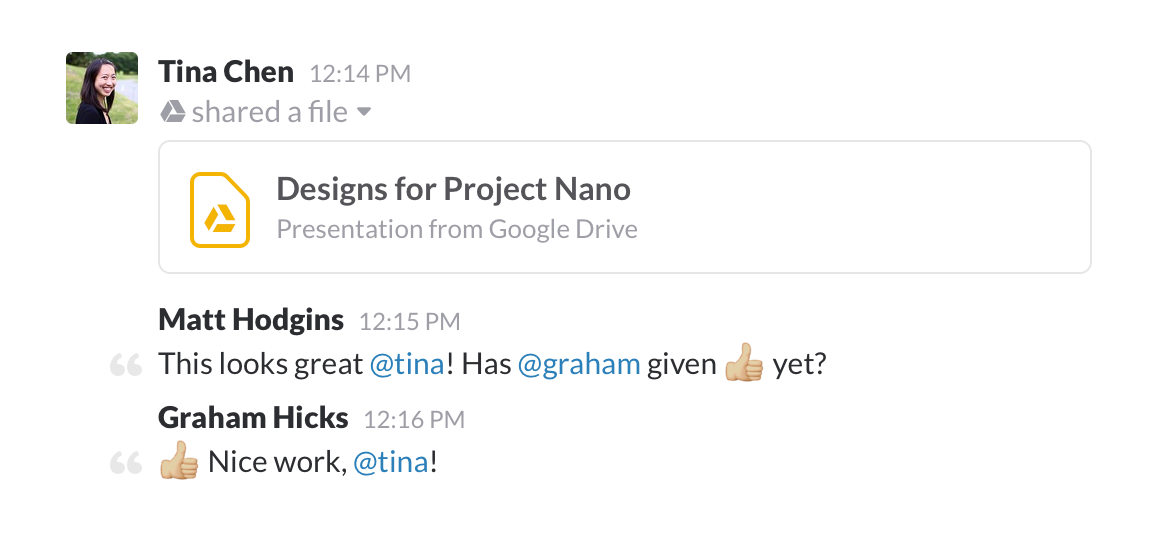 Tina Chen 12:14 PM
shared a file
Designs for Project Nano
Presentation from Google Drive
Matt Hodgins 12:15 PM
This looks great @tina! Has @graham given 👍🏼 yet?
Graham Hicks 12:16 PM
👍🏼 Nice work, @tina!